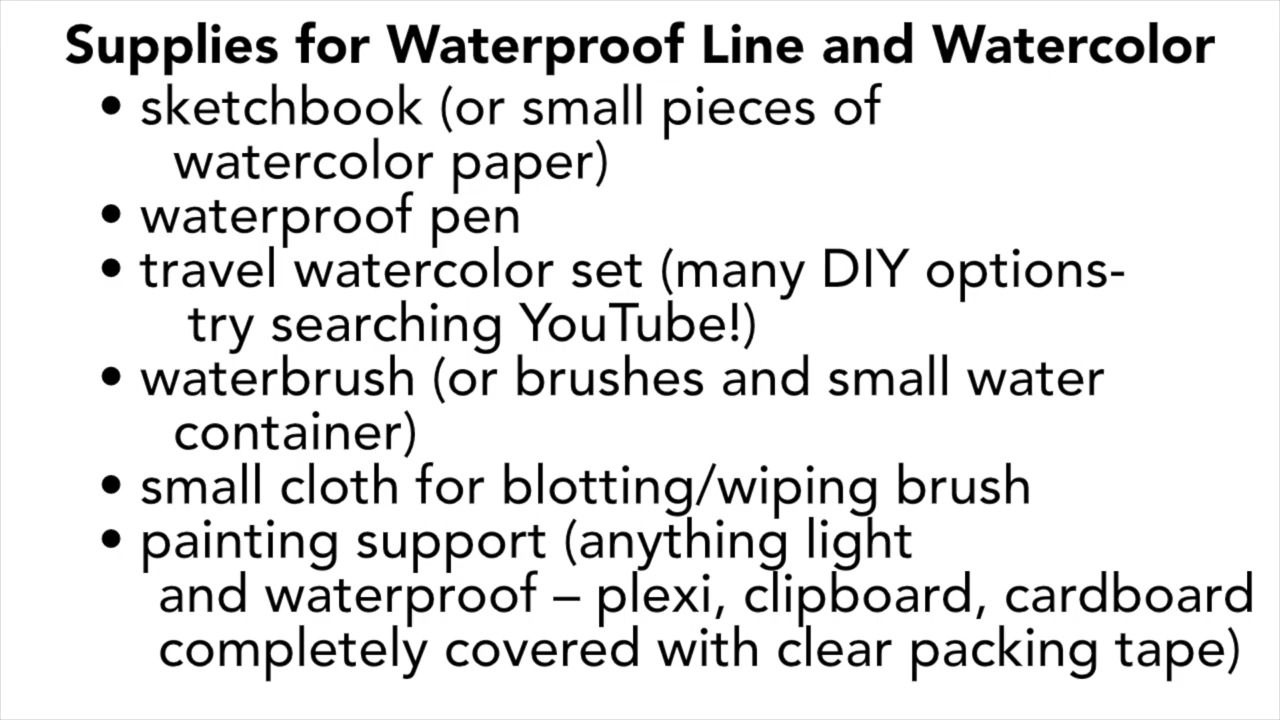 Supplies for Waterproof Line and Watercolor
• sketchbook (or small pieces of
watercolor paper)
• waterproof pen
• travel watercolor set (many DIY options-
try searching YouTube!)
• waterbrush (or brushes and small water
container)
• small cloth for blotting/wiping brush
• painting support (anything light
and waterproof – plexi, clipboard, cardboard
completely covered with clear packing tape)